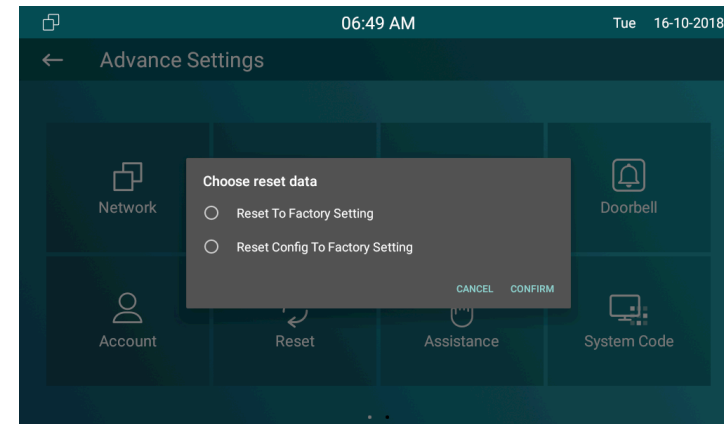 06:49 AM
Tue 16-10-2018
Advance Settings
Choose reset data
Reset To Factory Setting
Reset Config To Factory Setting
CANCEL CONFIRM
Network
Doorbell
Account
Reset
Assistance
System Code